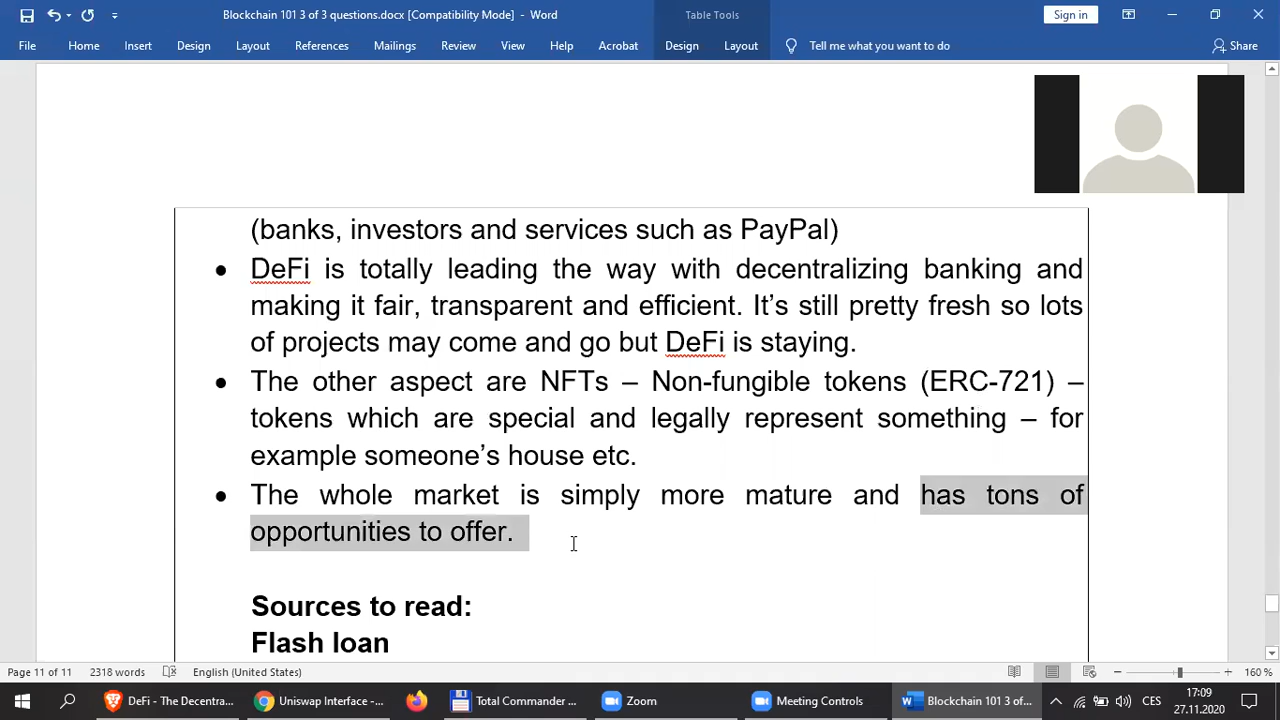 Blockchain 101 3 of 3 questions.docx [Compatibility Mode] - Word
Table Tools
Sign in
File Home Insert Design Layout References Mailings Review View Help Acrobat Design Layout Tell me what you want to do Share
(banks, investors and services such as PayPal)
• DeFi is totally leading the way with decentralizing banking and
making it fair, transparent and efficient. It’s still pretty fresh so lots
of projects may come and go but DeFi is staying.
• The other aspect are NFTs – Non-fungible tokens (ERC-721) –
tokens which are special and legally represent something – for
example someone’s house etc.
• The whole market is simply more mature and has tons of
opportunities to offer.
Sources to read:
Flash loan
Page 11 of 11 2318 words English (United States) 160 %
DeFi - The Decentra... Uniswap Interface -... Total Commander ... Zoom Meeting Controls Blockchain 101 3 of... CES 17:09
27.11.2020